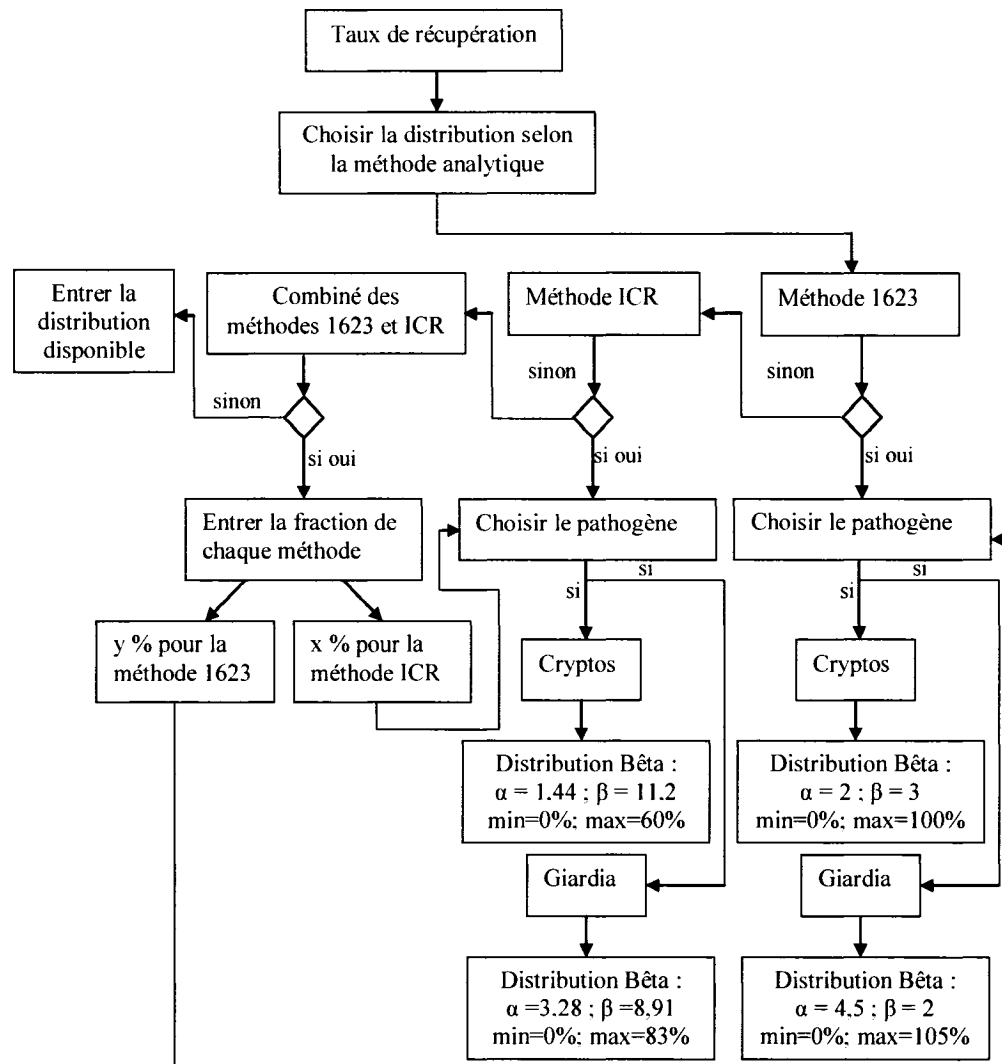 Taux de récupération
Choisir la distribution selon
la méthode analytique
Entrer la
distribution
disponible
Combiné des
méthodes 1623 et ICR
Méthode ICR
Méthode 1623
sinon
sinon
sinon
si oui
si oui
si oui
Entrer la fraction de
chaque méthode
Choisir le pathogène
Choisir le pathogène
si
si
si
si
y % pour la
méthode 1623
x % pour la
méthode ICR
Cryptos
Cryptos
Distribution Bêta :
α = 1.44 ; β = 11.2
min=0%; max=60%
Distribution Bêta :
α = 2 ; β = 3
min=0%; max=100%
Giardia
Giardia
Distribution Bêta :
α =3.28 ; β =8,91
min=0%; max=83%
Distribution Bêta :
α = 4.5 ; β = 2
min=0%; max=105%